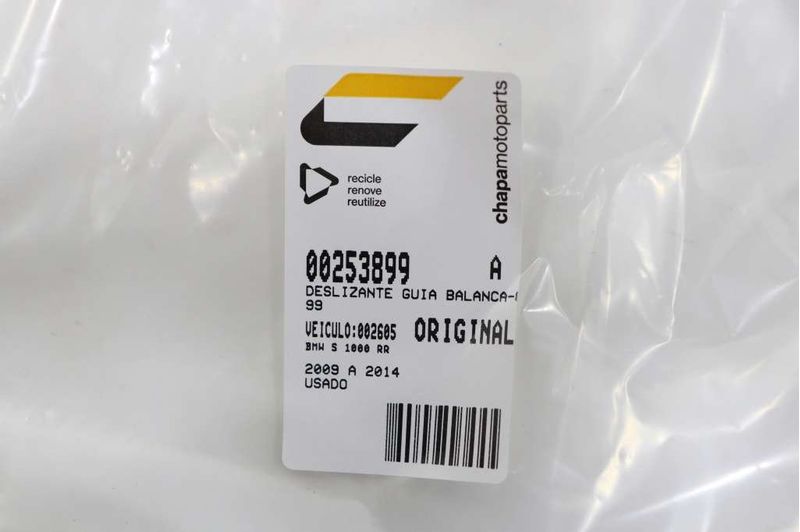 chapamotoparts
recicle
renove
reutilize
00253899 A
DESLIZANTE GUIA BALANCA-
99
VEICULO:002605 ORIGINAL
BMW S 1000 RR
2009 A 2014
USADO